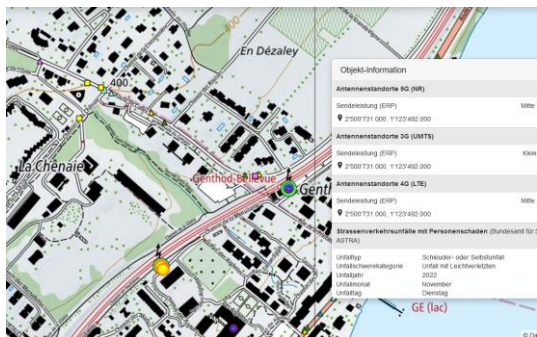 400
En Dézaley
400
La Chênaie
Genthod-Bellevue
Genth
GE (lac)
Objekt-Information
Antennenstandorte 5G (NR)
Sendeleistung (ERP) Mitte
2'500'731.000, 1'123'492.000
Antennenstandorte 3G (UMTS)
Sendeleistung (ERP) Klein
2'500'731.000, 1'123'492.000
Antennenstandorte 4G (LTE)
Sendeleistung (ERP) Mitte
2'500'731.000, 1'123'492.000
Strassenverkehrsunfälle mit Personenschaden (Bundesamt für S
ASTRA)
Unfalltyp Schleuder- oder Selbstunfall
Unfallschwerekategorie Unfall mit Leichtverletzten
Unfalljahr 2022
Unfallmonat November
Unfalltag Dienstag